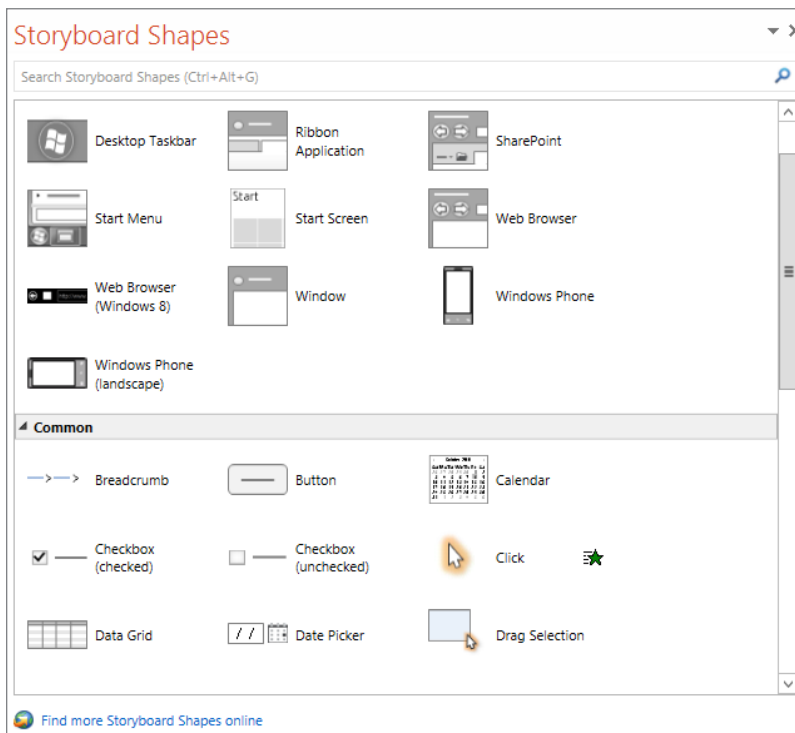 Storyboard Shapes
Search Storyboard Shapes (Ctrl+Alt+G)
Desktop Taskbar
Ribbon
Application
SharePoint
Start Menu
Start
Start Screen
Web Browser
Web Browser
(Windows 8)
Window
Windows Phone
Windows Phone
(landscape)
Common
Breadcrumb
Button
Calendar
Checkbox
(checked)
Checkbox
(unchecked)
Click
Data Grid
/ /
Date Picker
Drag Selection
Find more Storyboard Shapes online